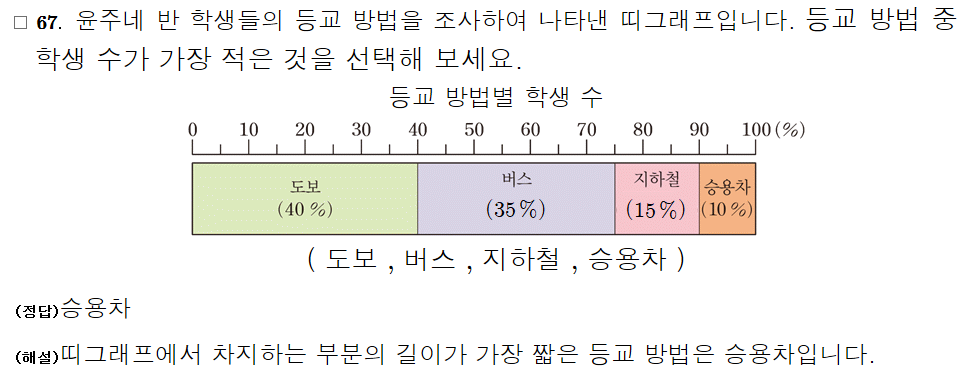 □ 67. 윤주네 반 학생들의 등교 방법을 조사하여 나타낸 띠그래프입니다. 등교 방법 중
학생 수가 가장 적은 것을 선택해 보세요.
등교 방법별 학생 수
0 10 20 30 40 50 60 70 80 90 100 (%)
도보 버스 지하철 승용차
(40 %) (35 %) (15 %) (10 %)
( 도보 , 버스 , 지하철 , 승용차 )
(정답)승용차
(해설)띠그래프에서 차지하는 부분의 길이가 가장 짧은 등교 방법은 승용차입니다.